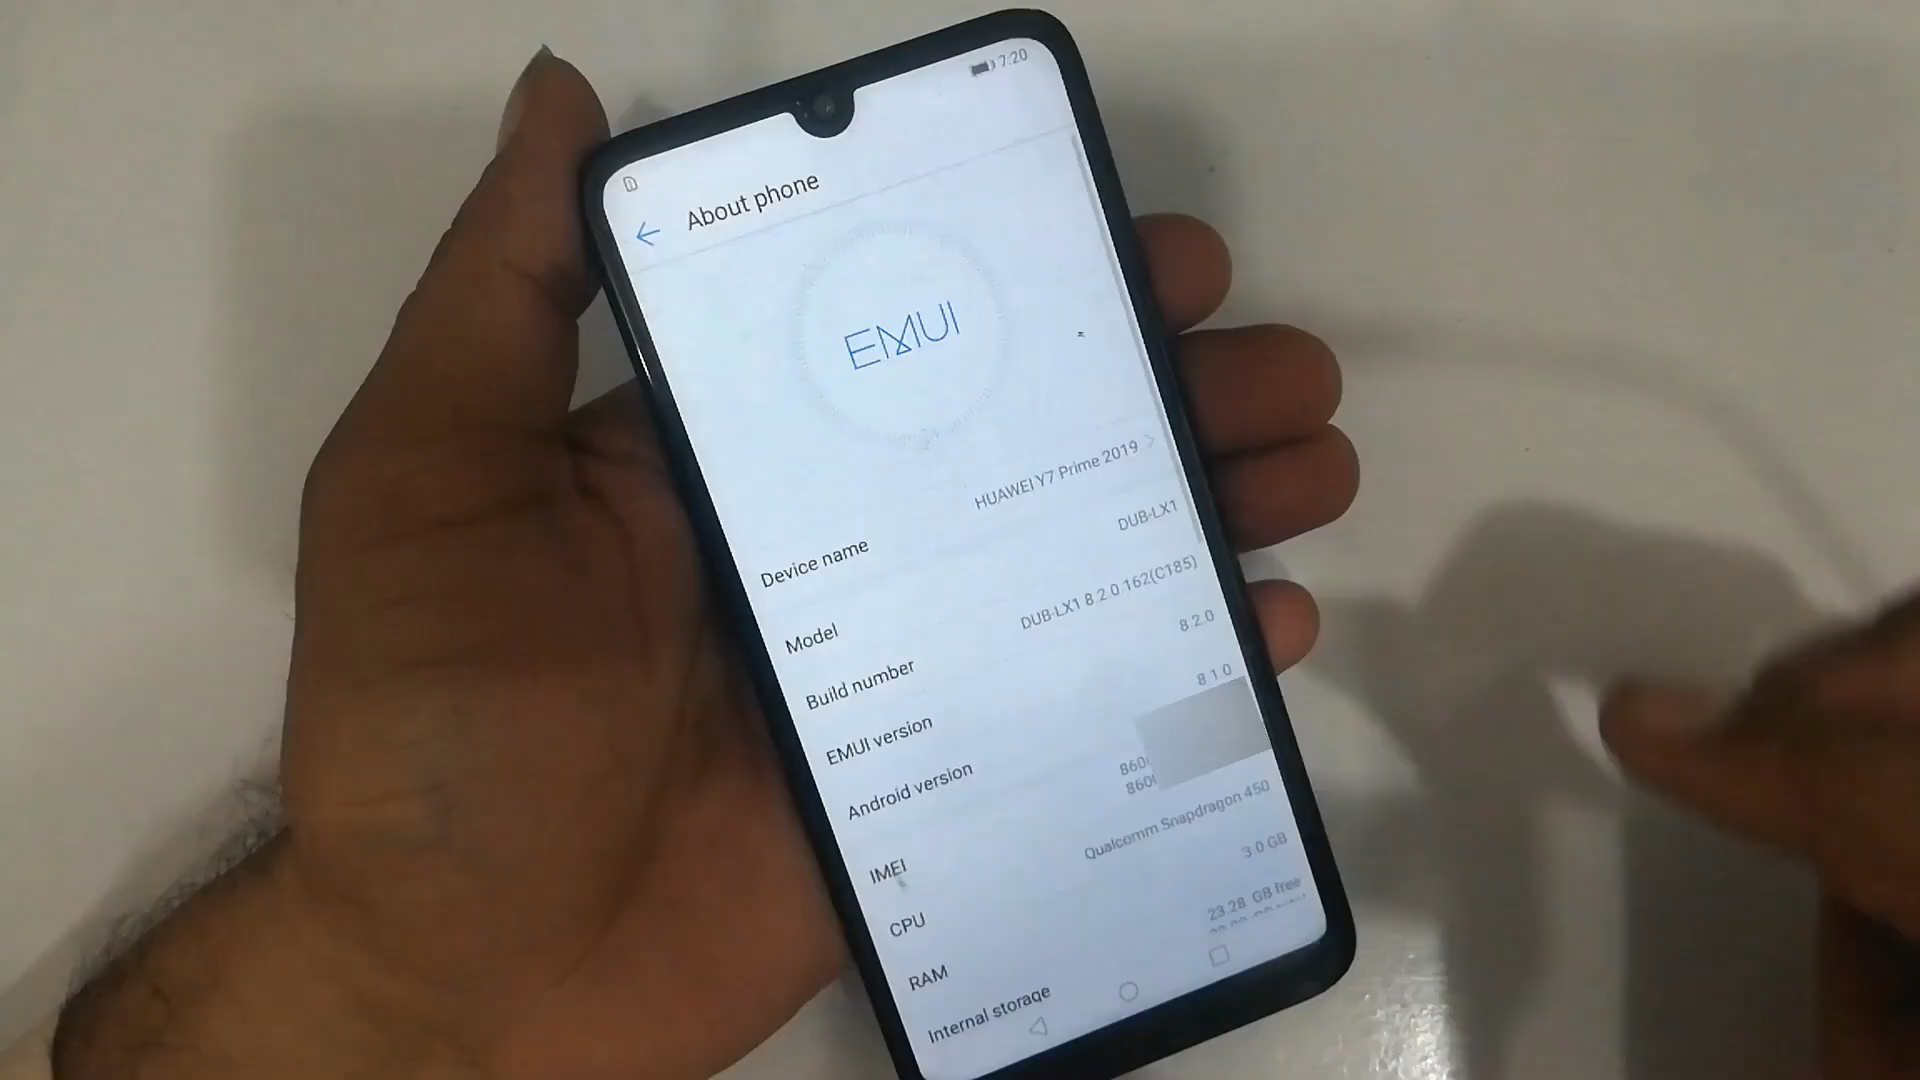 7:20
About phone
EMUI
Device name HUAWEI Y7 Prime 2019
Model DUB-LX1
Build number DUB-LX1 8.2.0.162(C185)
EMUI version 8.2.0
Android version 8.1.0
IMEI 860
860
CPU Qualcomm Snapdragon 450
RAM 3.0 GB
Internal storage 23.28 GB free